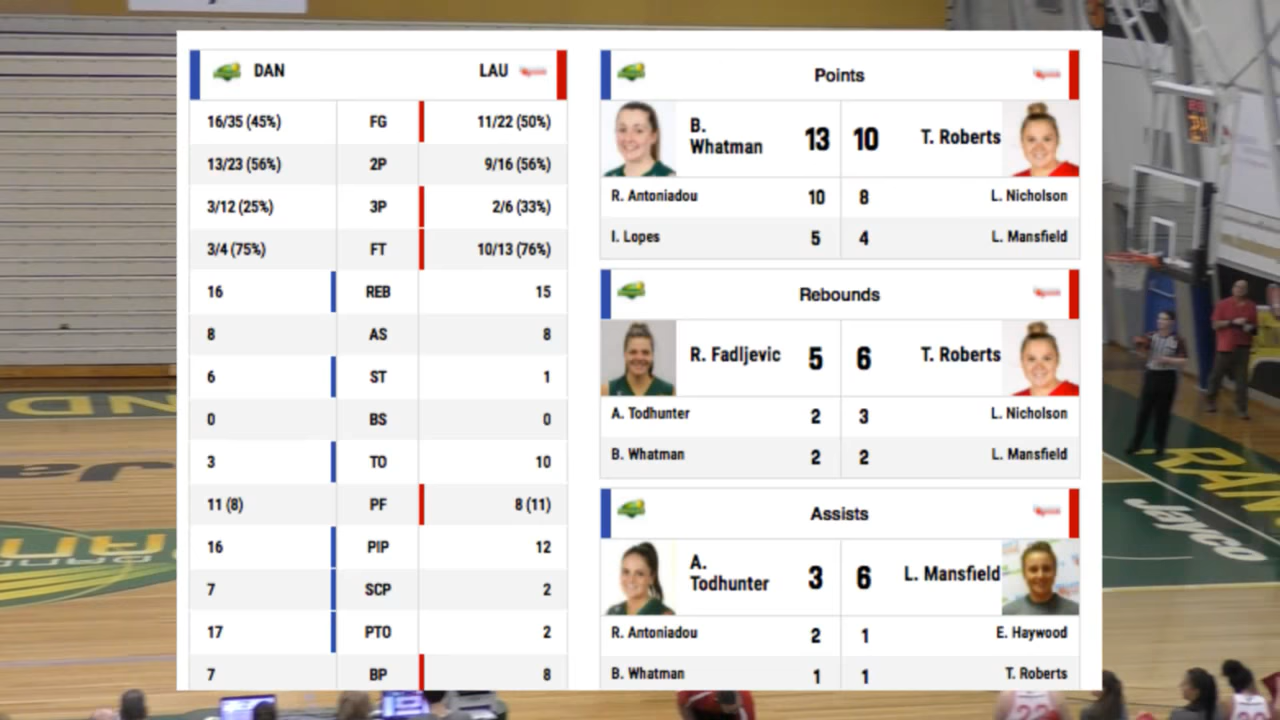 DAN LAU
16/35 (45%) FG 11/22 (50%)
13/23 (56%) 2P 9/16 (56%)
3/12 (25%) 3P 2/6 (33%)
3/4 (75%) FT 10/13 (76%)
16 REB 15
8 AS 8
6 ST 1
0 BS 0
3 TO 10
11 (8) PF 8 (11)
16 PIP 12
7 SCP 2
17 PTO 2
7 BP 8
Points
B. Whatman 13 10 T. Roberts
R. Antoniadou 10 8 L. Nicholson
I. Lopes 5 4 L. Mansfield
Rebounds
R. Fadljevic 5 6 T. Roberts
A. Todhunter 2 3 L. Nicholson
B. Whatman 2 2 L. Mansfield
Assists
A. Todhunter 3 6 L. Mansfield
R. Antoniadou 2 1 E. Haywood
B. Whatman 1 1 T. Roberts
Jayco